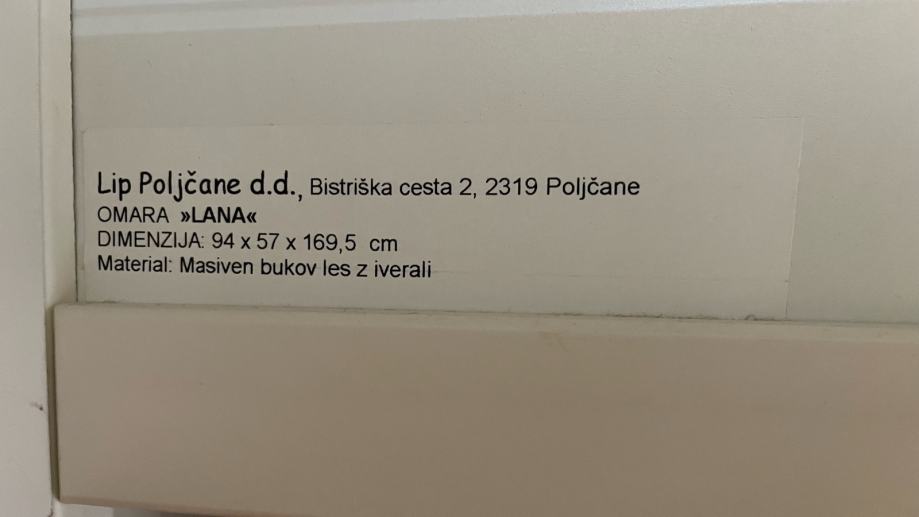 Lip Poljčane d.d., Bistriška cesta 2, 2319 Poljčane
OMARA »LANA«
DIMENZIJA: 94 x 57 x 169,5 cm
Material: Masiven bukov les z iverali